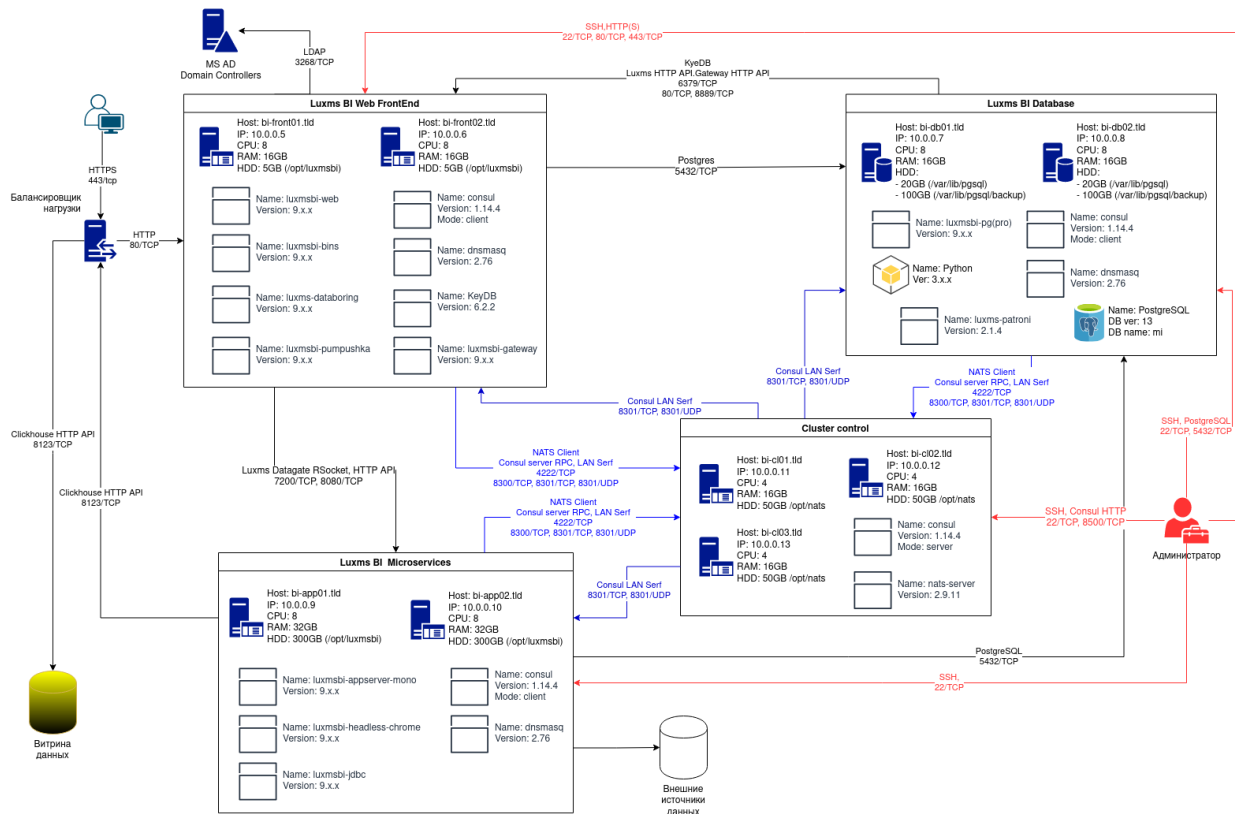 SSH,HTTP(S)
22/TCP, 80/TCP, 443/TCP
LDAP
3268/TCP
MS AD
Domain Controllers
KyeDB
Luxms HTTP API.Gateway HTTP API
6379/TCP
80/TCP, 8889/TCP
Luxms BI Web FrontEnd
Host: bi-front01.tld
IP: 10.0.0.5
CPU: 8
RAM: 16GB
HDD: 5GB (/opt/luxmsbi)
Host: bi-front02.tld
IP: 10.0.0.6
CPU: 8
RAM: 16GB
HDD: 5GB (/opt/luxmsbi)
Name: luxmsbi-web
Version: 9.x.x
Name: consul
Version: 1.14.4
Mode: client
Name: luxmsbi-bins
Version: 9.x.x
Name: dnsmasq
Version: 2.76
Name: luxms-databoring
Version: 9.x.x
Name: KeyDB
Version: 6.2.2
Name: luxmsbi-pumpushka
Version: 9.x.x
Name: luxmsbi-gateway
Version: 9.x.x
HTTPS
443/tcp
Балансировщик
нагрузки
HTTP
80/TCP
Postgres
5432/TCP
Luxms BI Database
Host: bi-db01.tld
IP: 10.0.0.7
CPU: 8
RAM: 16GB
HDD:
- 20GB (/var/lib/pgsql)
- 100GB (/var/lib/pgsql/backup)
Host: bi-db02.tld
IP: 10.0.0.8
CPU: 8
RAM: 16GB
HDD:
- 20GB (/var/lib/pgsql)
- 100GB (/var/lib/pgsql/backup)
Name: luxmsbi-pg(pro)
Version: 9.x.x
Name: consul
Version: 1.14.4
Mode: client
Name: Python
Ver: 3.x.x
Name: dnsmasq
Version: 2.76
Name: luxms-patroni
Version: 2.1.4
Name: PostgreSQL
DB ver: 13
DB name: mi
Consul LAN Serf
8301/TCP, 8301/UDP
NATS Client
Consul server RPC, LAN Serf
4222/TCP
8300/TCP, 8301/TCP, 8301/UDP
Consul LAN Serf
8301/TCP, 8301/UDP
Clickhouse HTTP API
8123/TCP
Clickhouse HTTP API
8123/TCP
Luxms Datagate RSocket, HTTP API
7200/TCP, 8080/TCP
NATS Client
Consul server RPC, LAN Serf
4222/TCP
8300/TCP, 8301/TCP, 8301/UDP
NATS Client
Consul server RPC, LAN Serf
4222/TCP
8300/TCP, 8301/TCP, 8301/UDP
Cluster control
Host: bi-cl01.tld
IP: 10.0.0.11
CPU: 4
RAM: 16GB
HDD: 50GB /opt/nats
Host: bi-cl02.tld
IP: 10.0.0.12
CPU: 4
RAM: 16GB
HDD: 50GB /opt/nats
Host: bi-cl03.tld
IP: 10.0.0.13
CPU: 4
RAM: 16GB
HDD: 50GB /opt/nats
Name: consul
Version: 1.14.4
Mode: server
Name: nats-server
Version: 2.9.11
SSH, PostgreSQL
22/TCP, 5432/TCP
SSH, Consul HTTP
22/TCP, 8500/TCP
Администратор
Consul LAN Serf
8301/TCP, 8301/UDP
Luxms BI Microservices
Host: bi-app01.tld
IP: 10.0.0.9
CPU: 8
RAM: 32GB
HDD: 300GB (/opt/luxmsbi)
Host: bi-app02.tld
IP: 10.0.0.10
CPU: 8
RAM: 32GB
HDD: 300GB (/opt/luxmsbi)
Name: luxmsbi-appserver-mono
Version: 9.x.x
Name: consul
Version: 1.14.4
Mode: client
Name: luxmsbi-headless-chrome
Version: 9.x.x
Name: dnsmasq
Version: 2.76
Name: luxmsbi-jdbc
Version: 9.x.x
PostgreSQL
5432/TCP
SSH,
22/TCP
Витрина
данных
Внешние
источники
данных